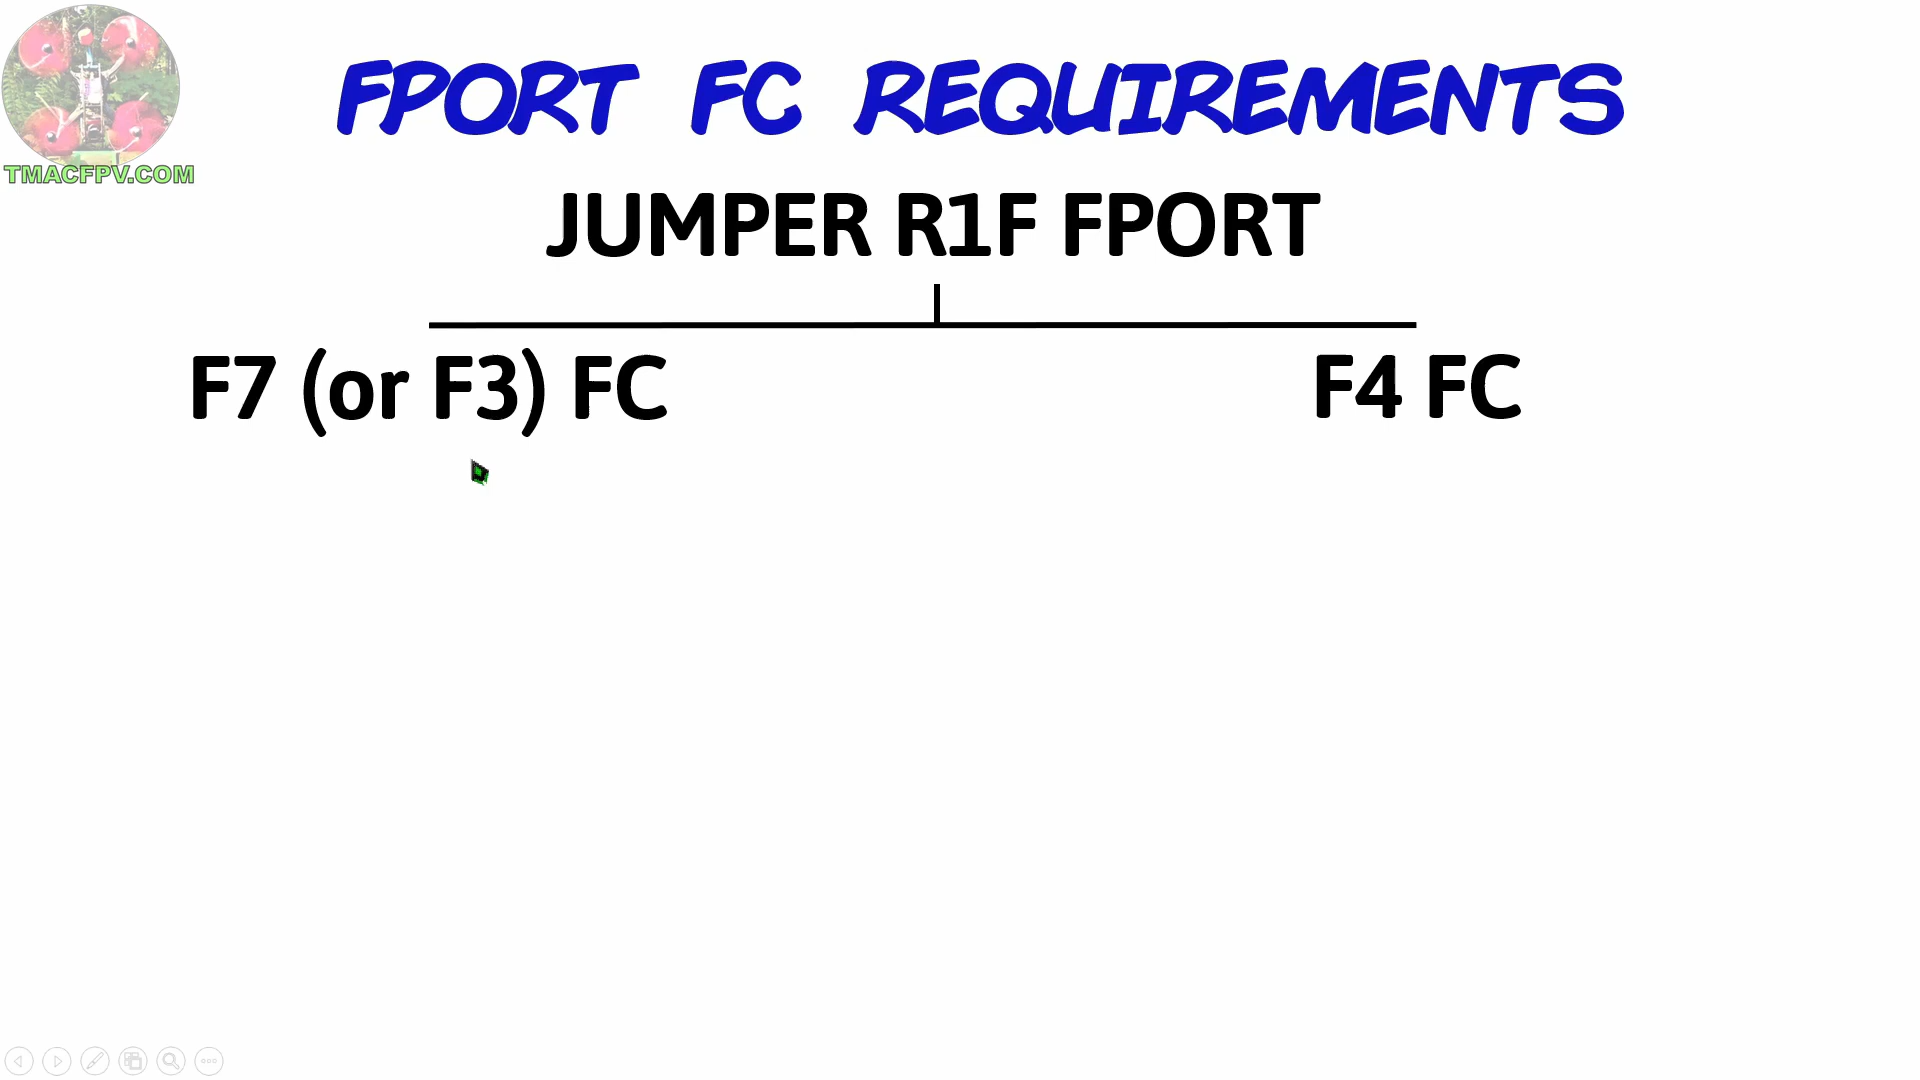 FPORT FC REQUIREMENTS
TMACFPV.COM
JUMPER R1F FPORT
F7 (or F3) FC
F4 FC